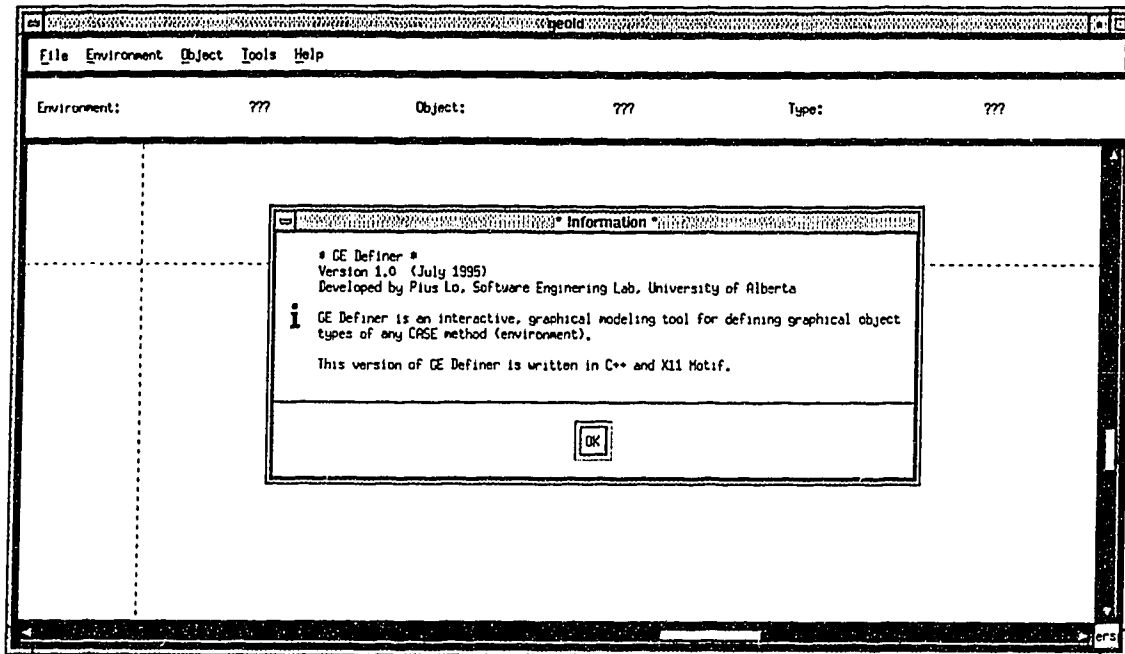 geoid
File Environment Object Tools Help
Environment: ??? Object: ??? Type: ???
* Information *
* GE Definer *
Version 1.0 (July 1995)
Developed by Pius Lo, Software Enginering Lab, University of Alberta
i GE Definer is an interactive, graphical modeling tool for defining graphical object
types of any CASE method (environment).
This version of GE Definer is written in C++ and X11 Motif.
OK
ers